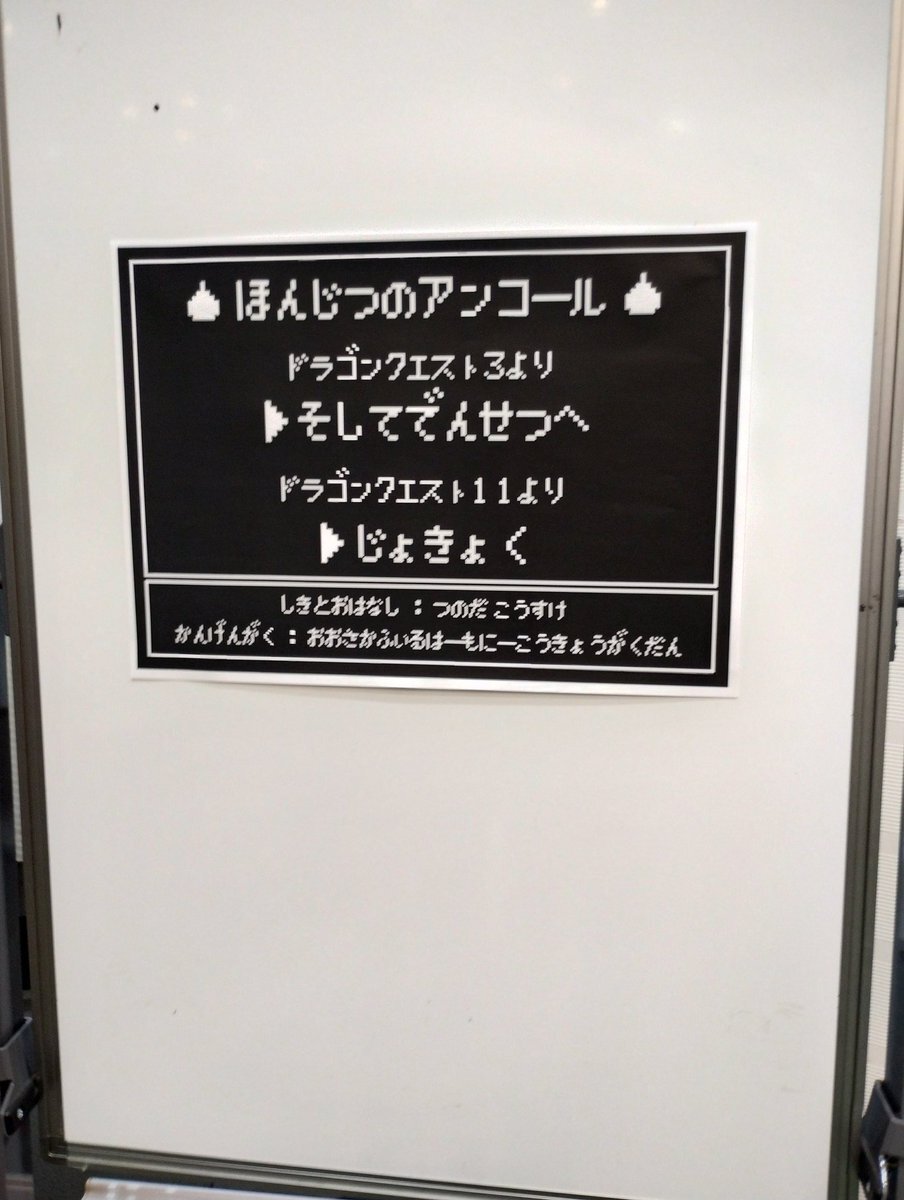 ほんじつのアンコール
ドラゴンクエスト3より
▶そしてでんせつへ
ドラゴンクエスト11より
▶じょきょく
しきとおはなし：つのだ こうすけ
かんげんがく：おおさかふぃるはーもにーこうきょうがくだん